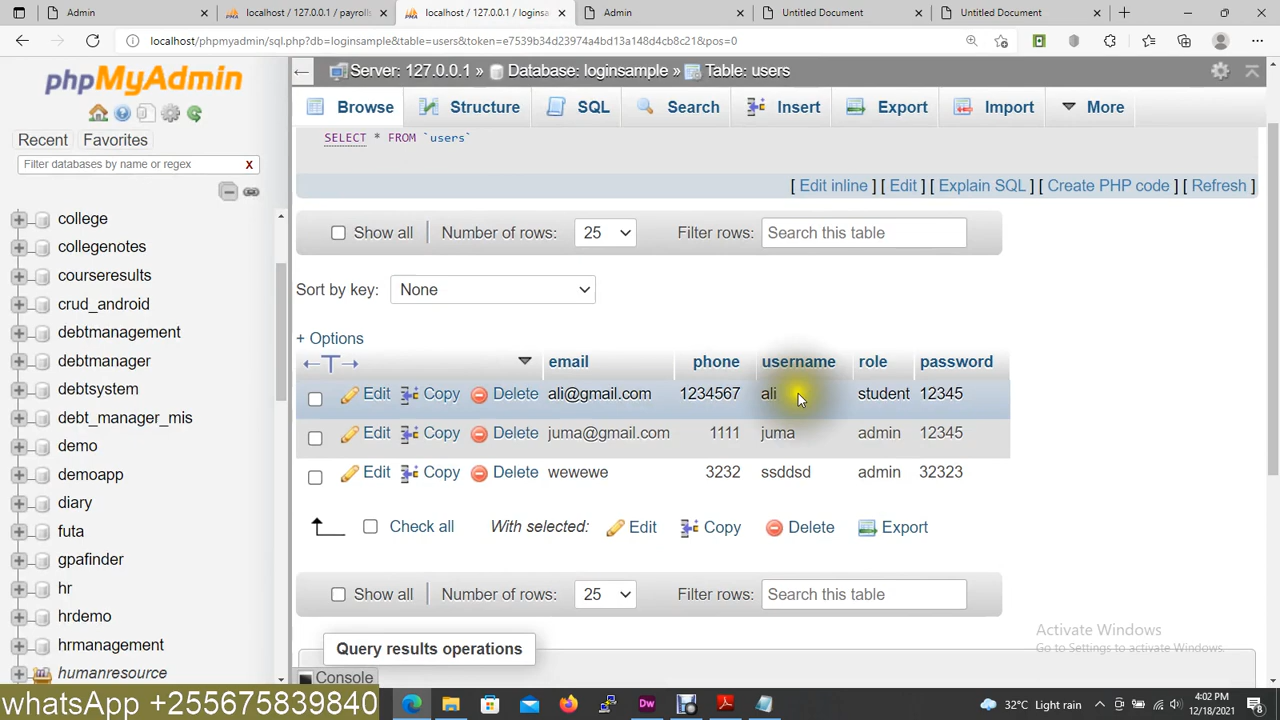 Admin
localhost / 127.0.0.1 / payrolls
localhost / 127.0.0.1 / loginsa
Admin
Untitled Document
Untitled Document
localhost/phpmyadmin/sql.php?db=loginsample&table=users&token=e7539b34d23974a4bd13a148d4cb8c21&pos=0
phpMyAdmin
Server: 127.0.0.1 » Database: loginsample » Table: users
Browse Structure SQL Search Insert Export Import More
Recent Favorites
SELECT * FROM `users`
Filter databases by name or regex X
[ Edit inline ] [ Edit ] [ Explain SQL ] [ Create PHP code ] [ Refresh ]
college
collegenotes
courseresults
crud_android
debtmanagement
debtmanager
debtsystem
debt_manager_mis
demo
demoapp
diary
futa
gpafinder
hr
hrdemo
hrmanagement
humanresource
Show all Number of rows: 25 Filter rows: Search this table
Sort by key: None
+ Options
←T→ email phone username role password
Edit Copy Delete ali@gmail.com 1234567 ali student 12345
Edit Copy Delete juma@gmail.com 1111 juma admin 12345
Edit Copy Delete wewewe 3232 ssddsd admin 32323
Check all With selected: Edit Copy Delete Export
Show all Number of rows: 25 Filter rows: Search this table
Query results operations
Console
Activate Windows
Go to Settings to activate Windows.
whatsApp +255675839840
Dw
32°C Light rain
4:02 PM
12/18/2021
8